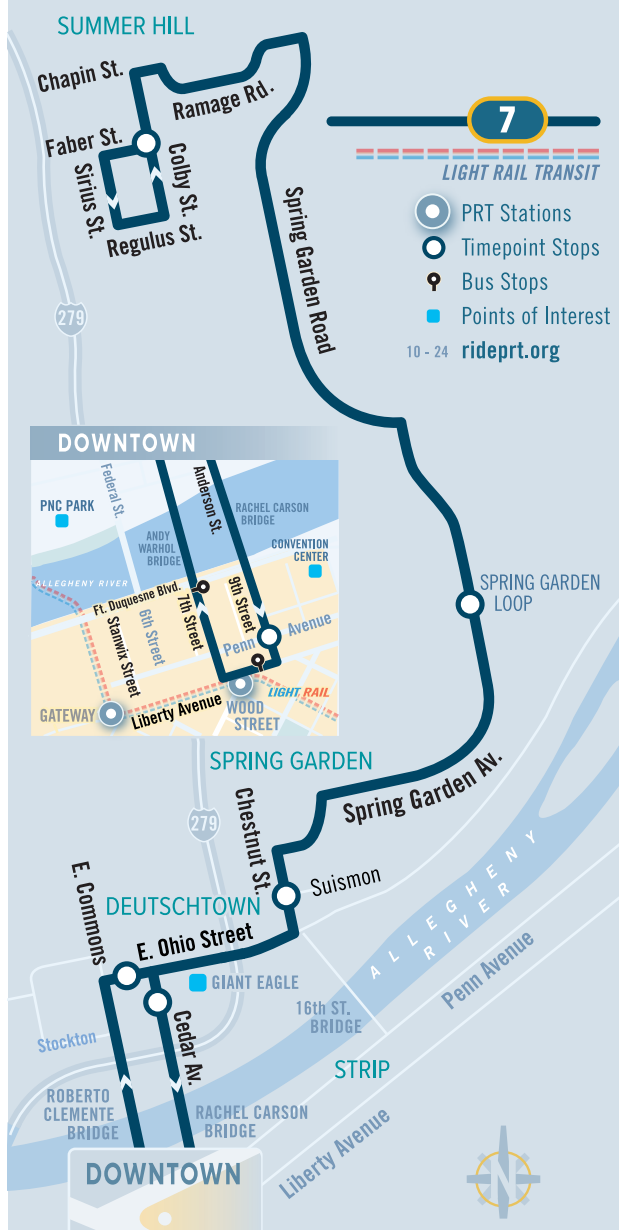 SUMMER HILL
Chapin St.
Ramage Rd.
7
Faber St.
Sirius St.
Colby St.
Regulus St.
LIGHT RAIL TRANSIT
PRT Stations
Timepoint Stops
Bus Stops
Points of Interest
10 - 24 rideprt.org
Spring Garden Road
279
DOWNTOWN
Federal St.
Anderson St.
PNC PARK
RACHEL CARSON
BRIDGE
ANDY
WARHOL
BRIDGE
CONVENTION
CENTER
ALLEGHENY RIVER
Ft. Duquesne Blvd.
Stanwix Street
6th Street
7th Street
9th Street
Penn Avenue
LIGHT RAIL
GATEWAY
Liberty Avenue
WOOD
STREET
SPRING GARDEN
LOOP
SPRING GARDEN
Spring Garden Av.
279
Chestnut St.
Suismon
E. Commons
DEUTSCHTOWN
E. Ohio Street
GIANT EAGLE
ALLEGHENY
RIVER
Penn Avenue
16th ST.
BRIDGE
Stockton
Cedar Av.
STRIP
ROBERTO
CLEMENTE
BRIDGE
RACHEL CARSON
BRIDGE
Liberty Avenue
DOWNTOWN
N